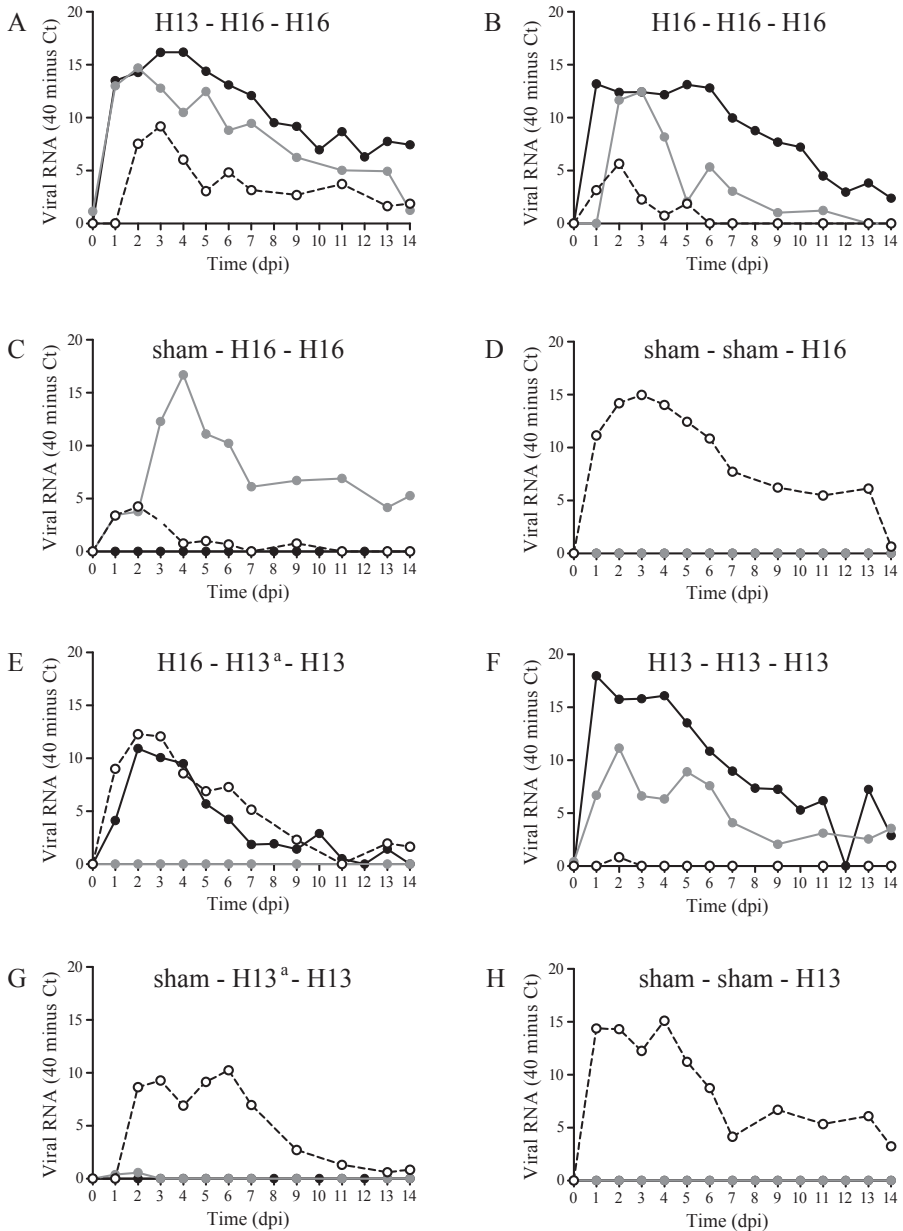 A
H13 - H16 - H16
Viral RNA (40 minus Ct)
20
15
10
5
0
0 1 2 3 4 5 6 7 8 9 10 11 12 13 14
Time (dpi)
B
H16 - H16 - H16
Viral RNA (40 minus Ct)
20
15
10
5
0
0 1 2 3 4 5 6 7 8 9 10 11 12 13 14
Time (dpi)
C
sham - H16 - H16
Viral RNA (40 minus Ct)
20
15
10
5
0
0 1 2 3 4 5 6 7 8 9 10 11 12 13 14
Time (dpi)
D
sham - sham - H16
Viral RNA (40 minus Ct)
20
15
10
5
0
0 1 2 3 4 5 6 7 8 9 10 11 12 13 14
Time (dpi)
E
H16 - H13ᵃ - H13
Viral RNA (40 minus Ct)
20
15
10
5
0
0 1 2 3 4 5 6 7 8 9 10 11 12 13 14
Time (dpi)
F
H13 - H13 - H13
Viral RNA (40 minus Ct)
20
15
10
5
0
0 1 2 3 4 5 6 7 8 9 10 11 12 13 14
Time (dpi)
G
sham - H13ᵃ - H13
Viral RNA (40 minus Ct)
20
15
10
5
0
0 1 2 3 4 5 6 7 8 9 10 11 12 13 14
Time (dpi)
H
sham - sham - H13
Viral RNA (40 minus Ct)
20
15
10
5
0
0 1 2 3 4 5 6 7 8 9 10 11 12 13 14
Time (dpi)